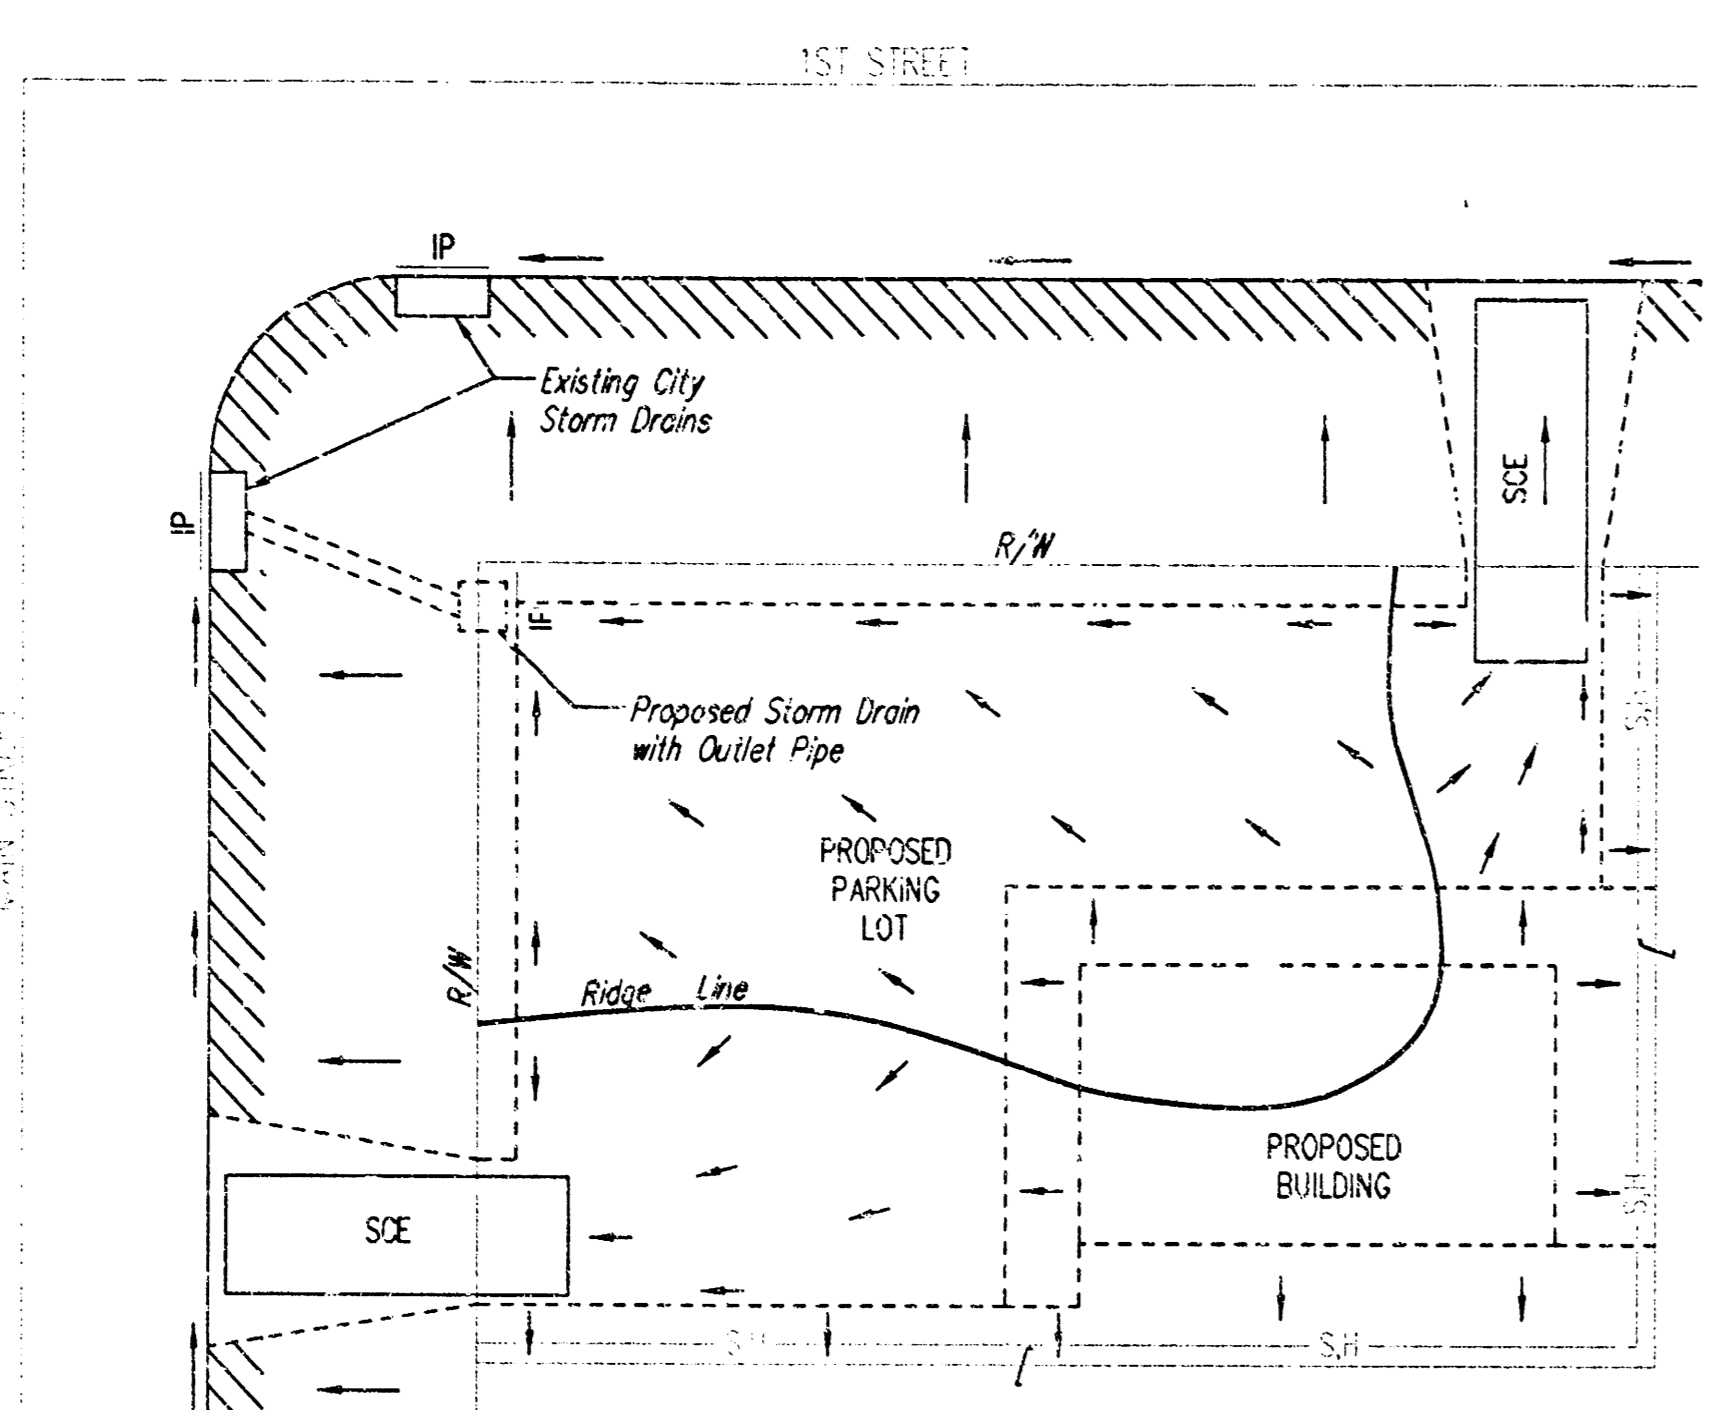 1ST STREET
IP
Existing City
Storm Drains
SCE
IP
R/W
IP
S,H
Proposed Storm Drain
with Outlet Pipe
PROPOSED
PARKING
LOT
R/W
Ridge Line
PROPOSED
BUILDING
S,H
SCE
S,H
S,H